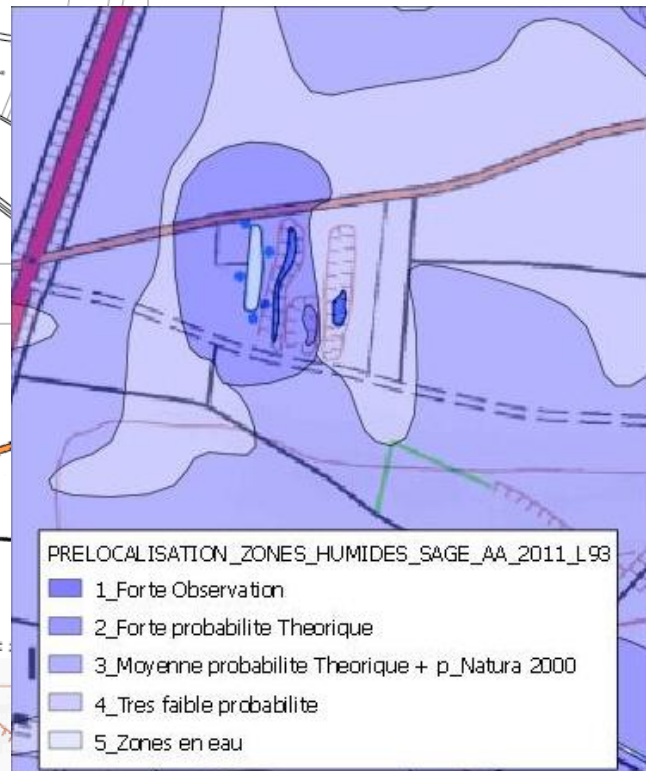 PRELOCALISATION_ZONES_HUMIDES_SAGE_AA_2011_L93
1_Forte Observation
2_Forte probabilite Theorique
3_Moyenne probabilite Theorique + p_Natura 2000
4_Tres faible probabilite
5_Zones en eau